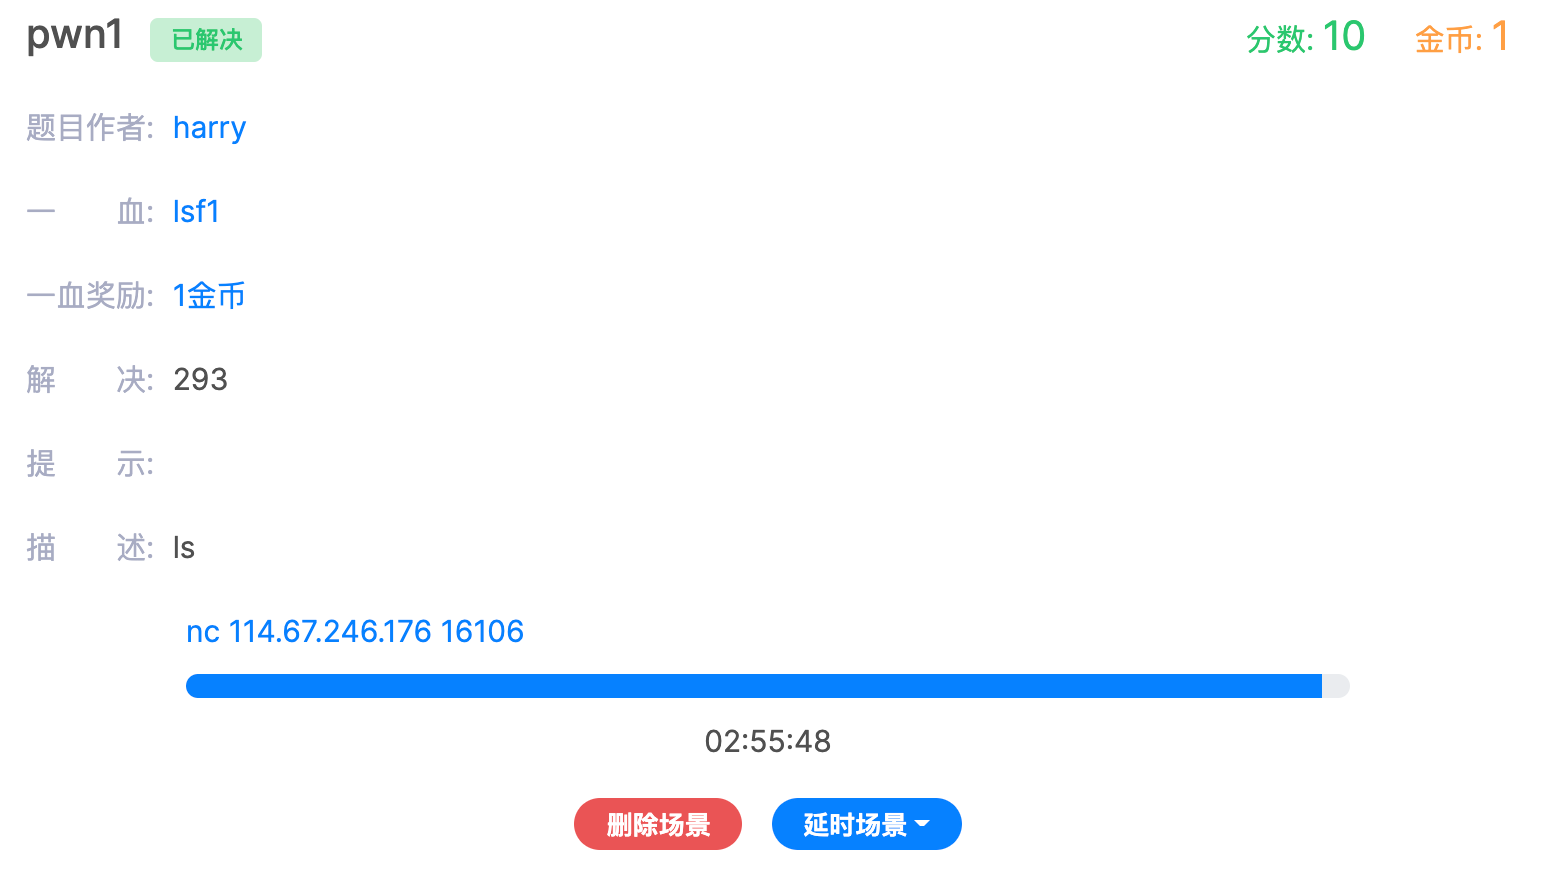 pwn1 已解决 分数: 10 金币: 1
题目作者: harry
一 血: lsf1
一血奖励: 1金币
解 决: 293
提 示:
描 述: ls
nc 114.67.246.176 16106
02:55:48
删除场景 延时场景